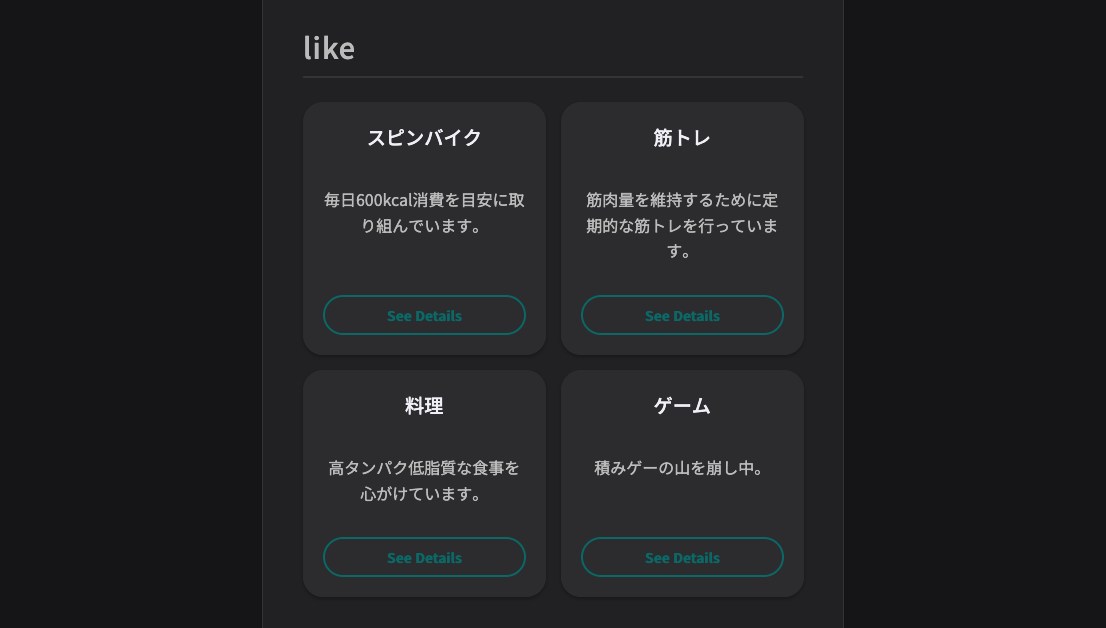 like
スピンバイク
毎日600kcal消費を目安に取
り組んでいます。
See Details
筋トレ
筋肉量を維持するために定
期的な筋トレを行っていま
す。
See Details
料理
高タンパク低脂質な食事を
心がけています。
See Details
ゲーム
積みゲーの山を崩し中。
See Details